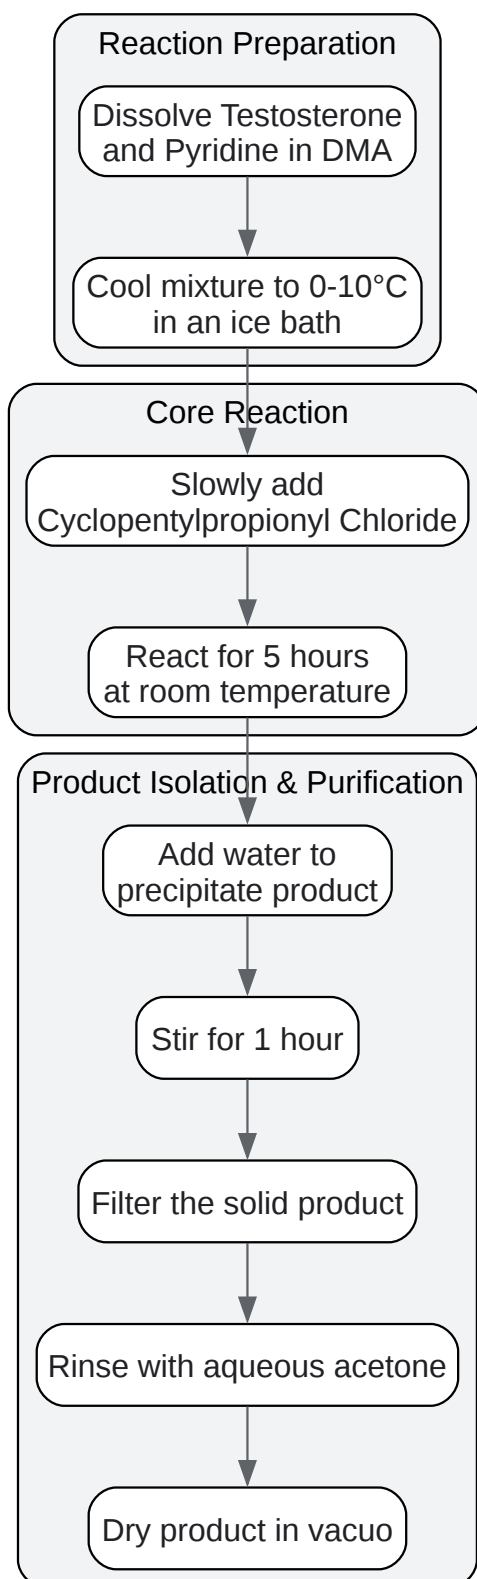 Reaction Preparation
Dissolve Testosterone
and Pyridine in DMA
Cool mixture to 0-10°C
in an ice bath
Core Reaction
Slowly add
Cyclopentylpropionyl Chloride
React for 5 hours
at room temperature
Product Isolation & Purification
Add water to
precipitate product
Stir for 1 hour
Filter the solid product
Rinse with aqueous acetone
Dry product in vacuo